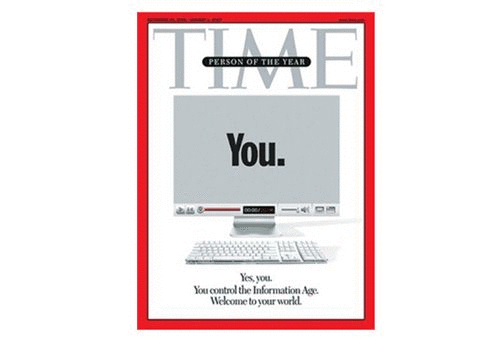 TIME
PERSON OF THE YEAR
You.
Yes, you.
You control the Information Age.
Welcome to your world.